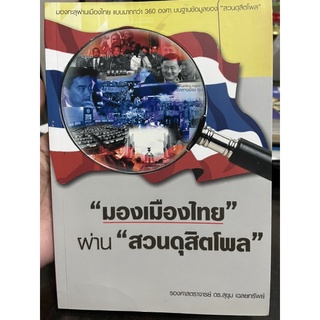 มองทะลุผ่านเมืองไทย แบบมากกว่า 360 องศา บนฐานข้อมูลของ "สวนดุสิตโพล"
"มองเมืองไทย"
ผ่าน "สวนดุสิตโพล"
รองศาสตราจารย์ ดร.สุขุม เฉลยทรัพย์